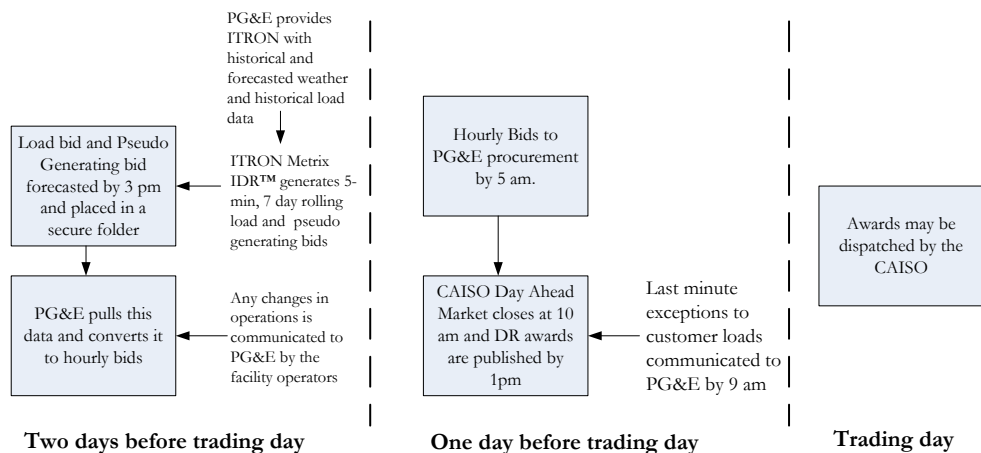 PG&E provides
ITRON with
historical and
forecasted weather
and historical load
data
Load bid and Pseudo
Generating bid
forecasted by 3 pm
and placed in a
secure folder
ITRON Metrix
IDR™ generates 5-
min, 7 day rolling
load and pseudo
generating bids
PG&E pulls this
data and converts it
to hourly bids
Any changes in
operations is
communicated to
PG&E by the
facility operators
Two days before trading day
Hourly Bids to
PG&E procurement
by 5 am.
CAISO Day Ahead
Market closes at 10
am and DR awards
are published by
1pm
Last minute
exceptions to
customer loads
communicated to
PG&E by 9 am
One day before trading day
Awards may be
dispatched by the
CAISO
Trading day